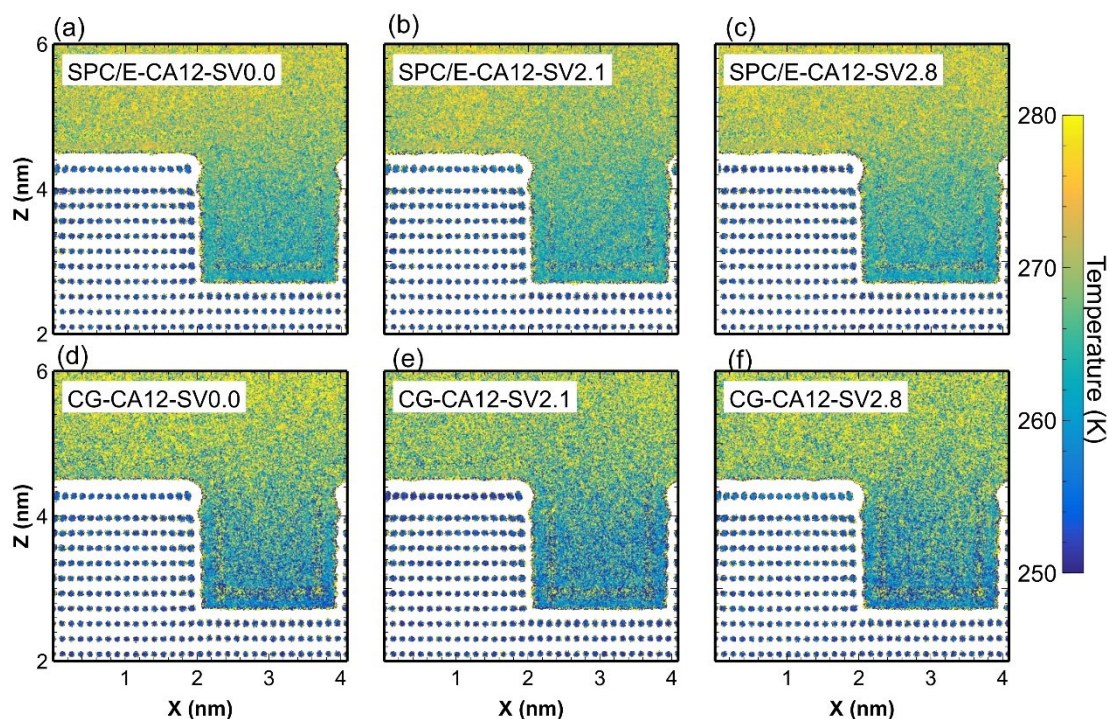 (a)
(b)
(c)
6
SPC/E-CA12-SV0.0
SPC/E-CA12-SV2.1
SPC/E-CA12-SV2.8
280
Z (nm)
4
270
2
(d)
(e)
(f)
6
CG-CA12-SV0.0
CG-CA12-SV2.1
CG-CA12-SV2.8
Temperature (K)
260
Z (nm)
4
250
2
1 2 3 4
1 2 3 4
1 2 3 4
X (nm)
X (nm)
X (nm)